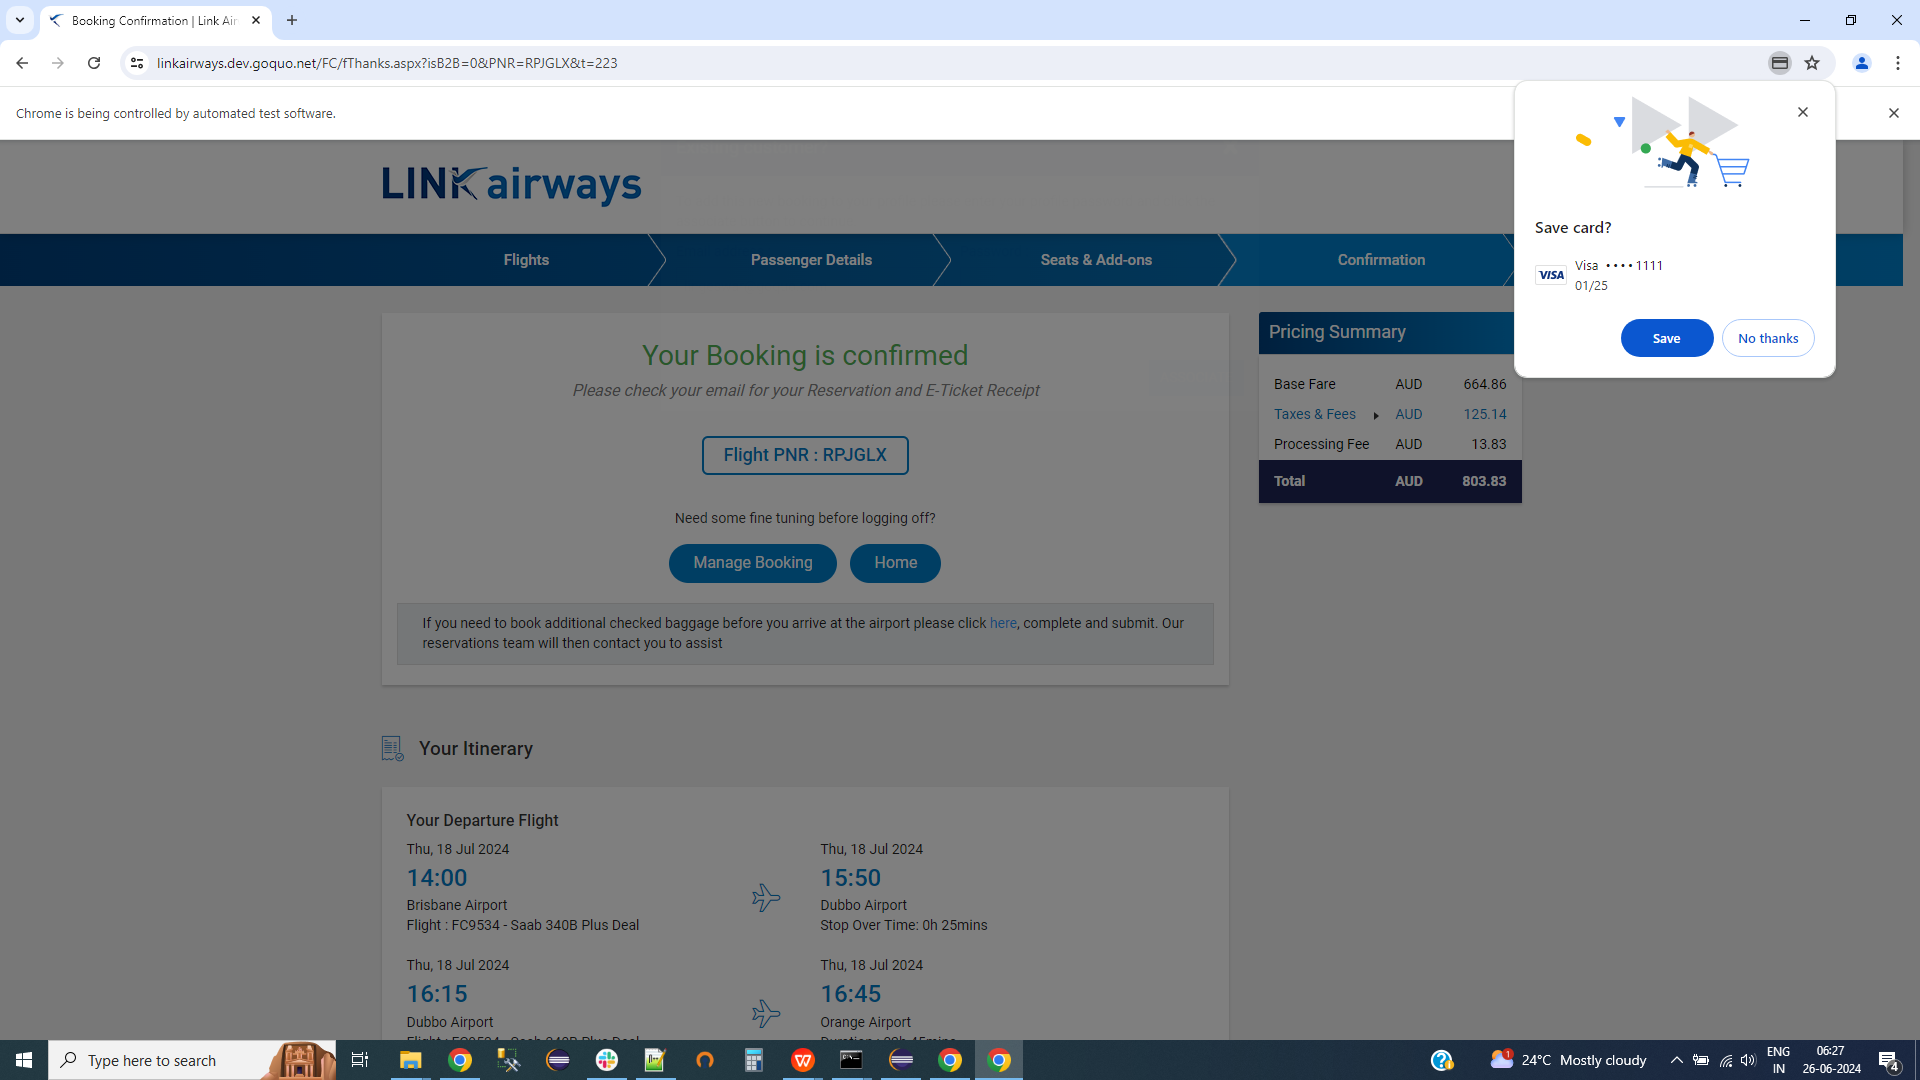 Booking Confirmation | Link Air
linkairways.dev.goquo.net/FC/fThanks.aspx?isB2B=0&PNR=RPJGLX&t=223
Chrome is being controlled by automated test software.
LINK airways
Flights
Passenger Details
Seats & Add-ons
Confirmation
Save card?
VISA
Visa •••• 1111
01/25
Save
No thanks
Your Booking is confirmed
Please check your email for your Reservation and E-Ticket Receipt
Flight PNR : RPJGLX
Need some fine tuning before logging off?
Manage Booking
Home
If you need to book additional checked baggage before you arrive at the airport please click here, complete and submit. Our
reservations team will then contact you to assist
Pricing Summary
Base Fare AUD 664.86
Taxes & Fees AUD 125.14
Processing Fee AUD 13.83
Total AUD 803.83
Your Itinerary
Your Departure Flight
Thu, 18 Jul 2024
14:00
Brisbane Airport
Flight : FC9534 - Saab 340B Plus Deal
Thu, 18 Jul 2024
15:50
Dubbo Airport
Stop Over Time: 0h 25mins
Thu, 18 Jul 2024
16:15
Dubbo Airport
Flight : FC9534 - Saab 340B Plus Deal
Thu, 18 Jul 2024
16:45
Orange Airport
Type here to search
1
24°C Mostly cloudy
ENG
IN
06:27
26-06-2024
4